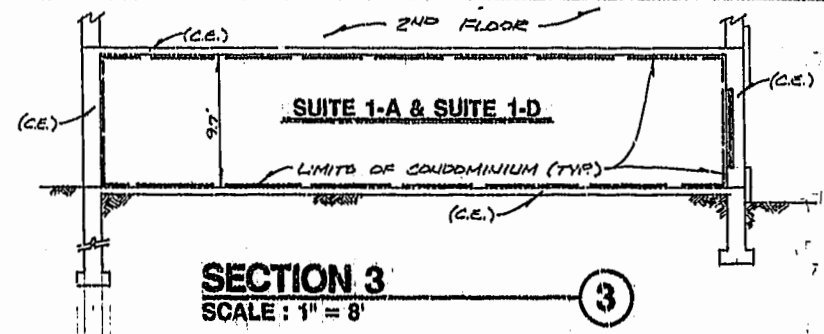 2ND FLOOR
(C.E.)
(C.E.)
(C.E.)
9.7'
SUITE 1-A & SUITE 1-D
LIMITS OF CONDOMINIUM (TYP.)
(C.E.)
SECTION 3
SCALE : 1" = 8'
3